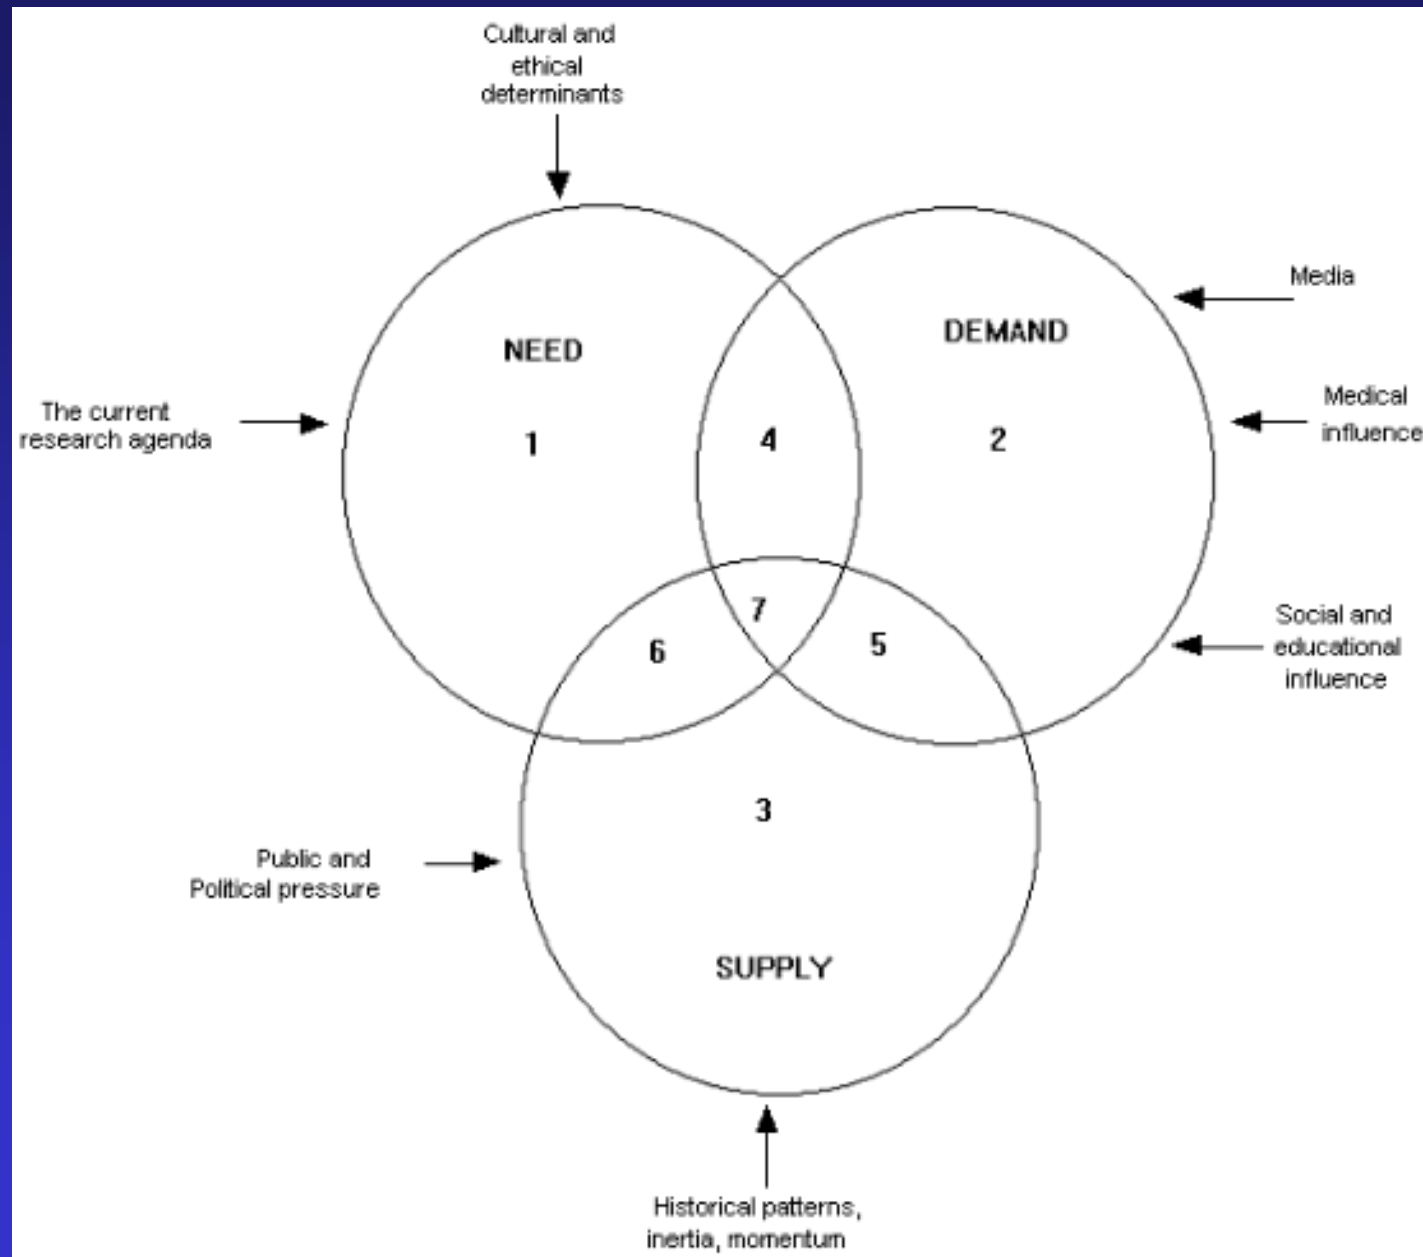 Cultural and
ethical
determinants
Media
NEED
DEMAND
Medical
influence
The current
research agenda
1
4
2
7
6
5
Social and
educational
influence
3
Public and
Political pressure
SUPPLY
Historical patterns,
inertia, momentum